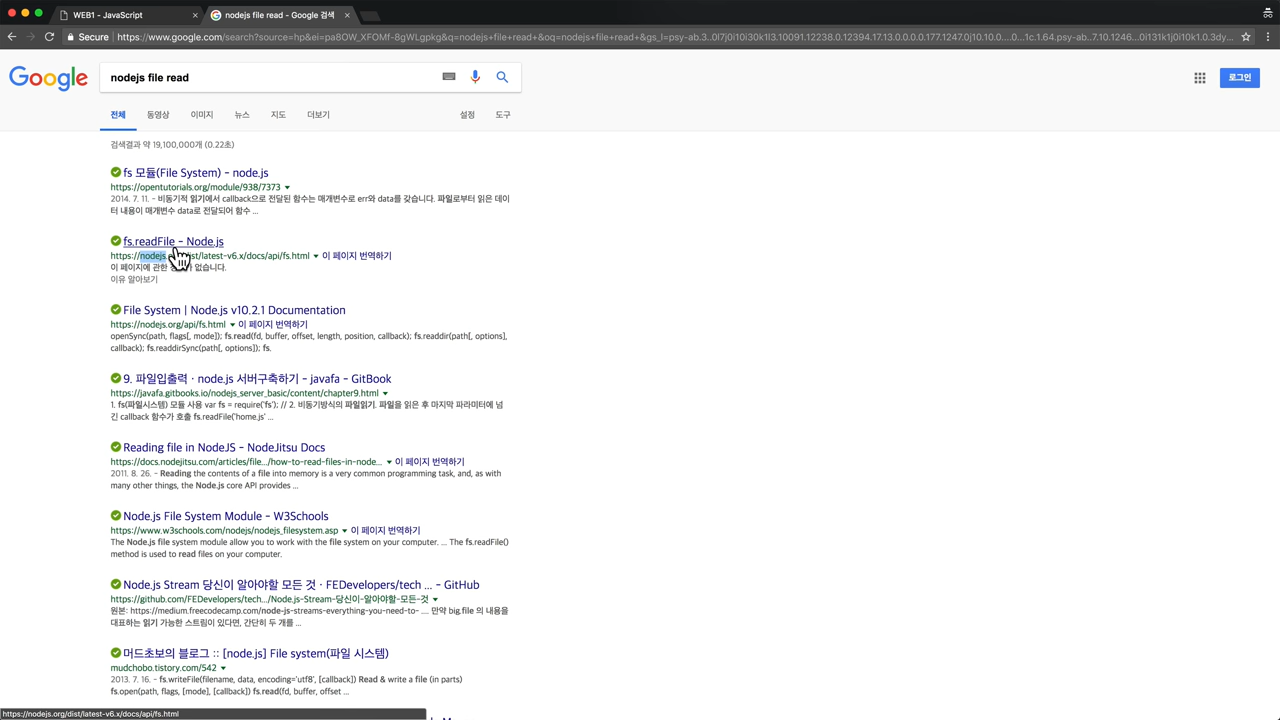 WEB1 - JavaScript
nodejs file read - Google 검색
Secure
https://www.google.com/search?source=hp&ei=pa8OW_XFOMf-8gWLgpkg&q=nodejs+file+read+&oq=nodejs+file+read+&gs_l=psy-ab.3...0l7j0i10i30k1l3.10091.12238.0.12394.17.13.0.0.0.0.177.1247.0j10.10.0....0...1c.1.64.psy-ab..7.10.1246...0i131k1j0i10k1.0.3dy...
Google
nodejs file read
로그인
전체 동영상 이미지 뉴스 지도 더보기 설정 도구
검색결과 약 19,100,000개 (0.22초)
fs 모듈(File System) - node.js
https://opentutorials.org/module/938/7373
2014. 7. 11. - 비동기적 읽기에서 callback으로 전달된 함수는 매개변수로 err와 data를 갖습니다. 파일로부터 읽은 데이
터 내용이 매개변수 data로 전달되어 함수 ...
fs.readFile - Node.js
https://nodejs. /dist/latest-v6.x/docs/api/fs.html 이 페이지 번역하기
이 페이지에 관한 없습니다.
이유 알아보기
File System | Node.js v10.2.1 Documentation
https://nodejs.org/api/fs.html 이 페이지 번역하기
openSync(path, flags[, mode]); fs.read(fd, buffer, offset, length, position, callback); fs.readdir(path[, options],
callback); fs.readdirSync(path[, options]); fs.
9. 파일입출력 · node.js 서버구축하기 - javafa - GitBook
https://javafa.gitbooks.io/nodejs_server_basic/content/chapter9.html
1. fs(파일시스템) 모듈 사용 var fs = require('fs'); // 2. 비동기방식의 파일읽기. 파일을 읽은 후 마지막 파라미터에 넘
긴 callback 함수가 호출 fs.readFile('home.js' ...
Reading file in NodeJS - NodeJitsu Docs
https://docs.nodejitsu.com/articles/file.../how-to-read-files-in-node... 이 페이지 번역하기
2011. 8. 26. - Reading the contents of a file into memory is a very common programming task, and, as with
many other things, the Node.js core API provides ...
Node.js File System Module - W3Schools
https://www.w3schools.com/nodejs/nodejs_filesystem.asp 이 페이지 번역하기
The Node.js file system module allow you to work with the file system on your computer. ... The fs.readFile()
method is used to read files on your computer.
Node.js Stream 당신이 알아야할 모든 것 · FEDevelopers/tech ... - GitHub
https://github.com/FEDevelopers/tech.../Node.js-Stream-당신이-알아야할-모든-것
원본: https://medium.freecodecamp.com/node-js-streams-everything-you-need-to- .... 만약 big.file 의 내용을
대표하는 읽기 가능한 스트림이 있다면, 간단히 두 개를 ...
머드초보의 블로그 :: [node.js] File system(파일 시스템)
mudchobo.tistory.com/542
2013. 7. 16. - fs.writeFile(filename, data, encoding='utf8', [callback]) Read & write a file (in parts)
fs.open(path, flags, [mode], [callback]) fs.read(fd, buffer, offset ...
https://nodejs.org/dist/latest-v6.x/docs/api/fs.html